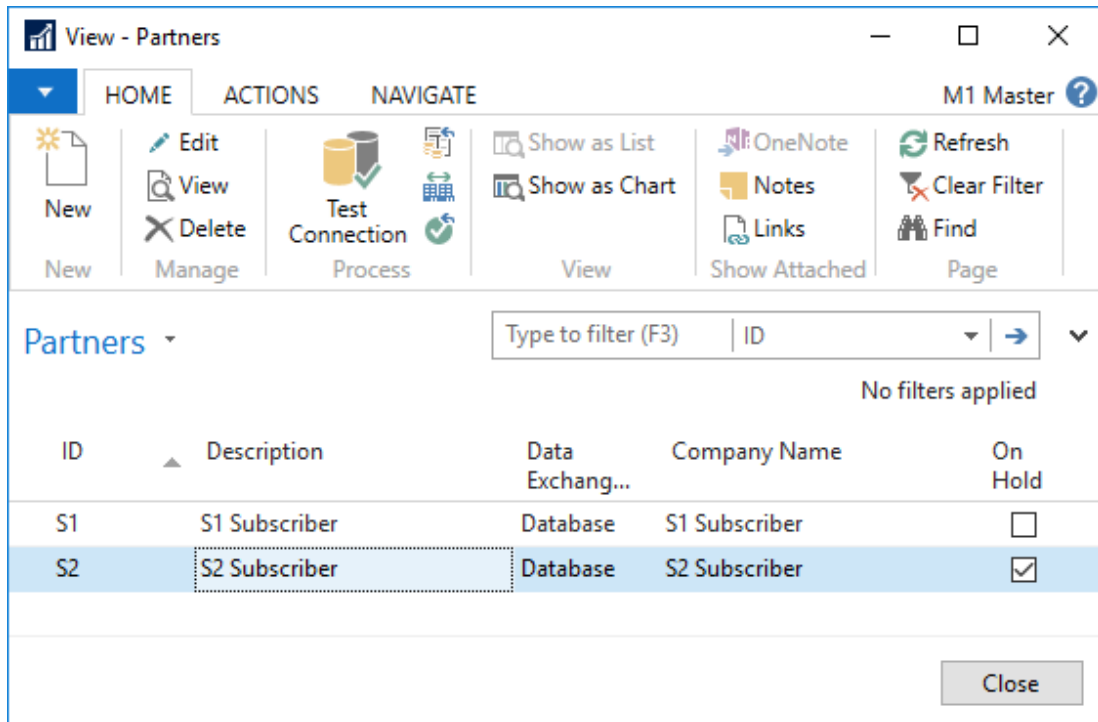 View - Partners
HOME ACTIONS NAVIGATE M1 Master ?
Edit Show as List OneNote Refresh
View Show as Chart Notes Clear Filter
New Test
Delete Connection Links Find
New Manage Process View Show Attached Page
Partners Type to filter (F3) ID
No filters applied
ID Description Data Company Name On
Exchang... Hold
S1 S1 Subscriber Database S1 Subscriber
S2 S2 Subscriber Database S2 Subscriber
Close